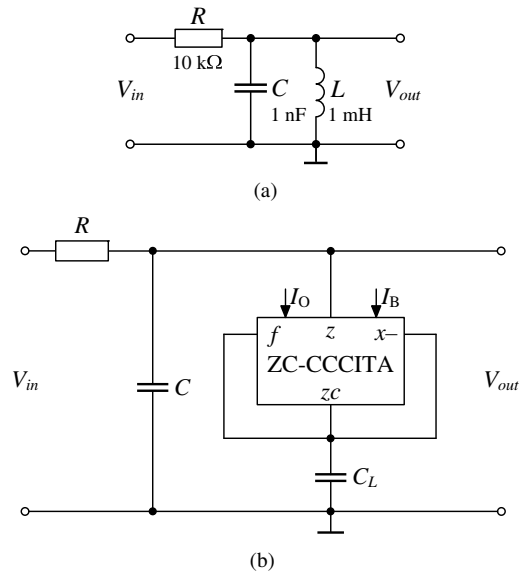 R
10 kΩ
V_in
C
L
V_out
1 nF
1 mH
(a)
R
I_O
I_B
f
z
x–
ZC-CCCITA
V_in
C
zc
V_out
C_L
(b)